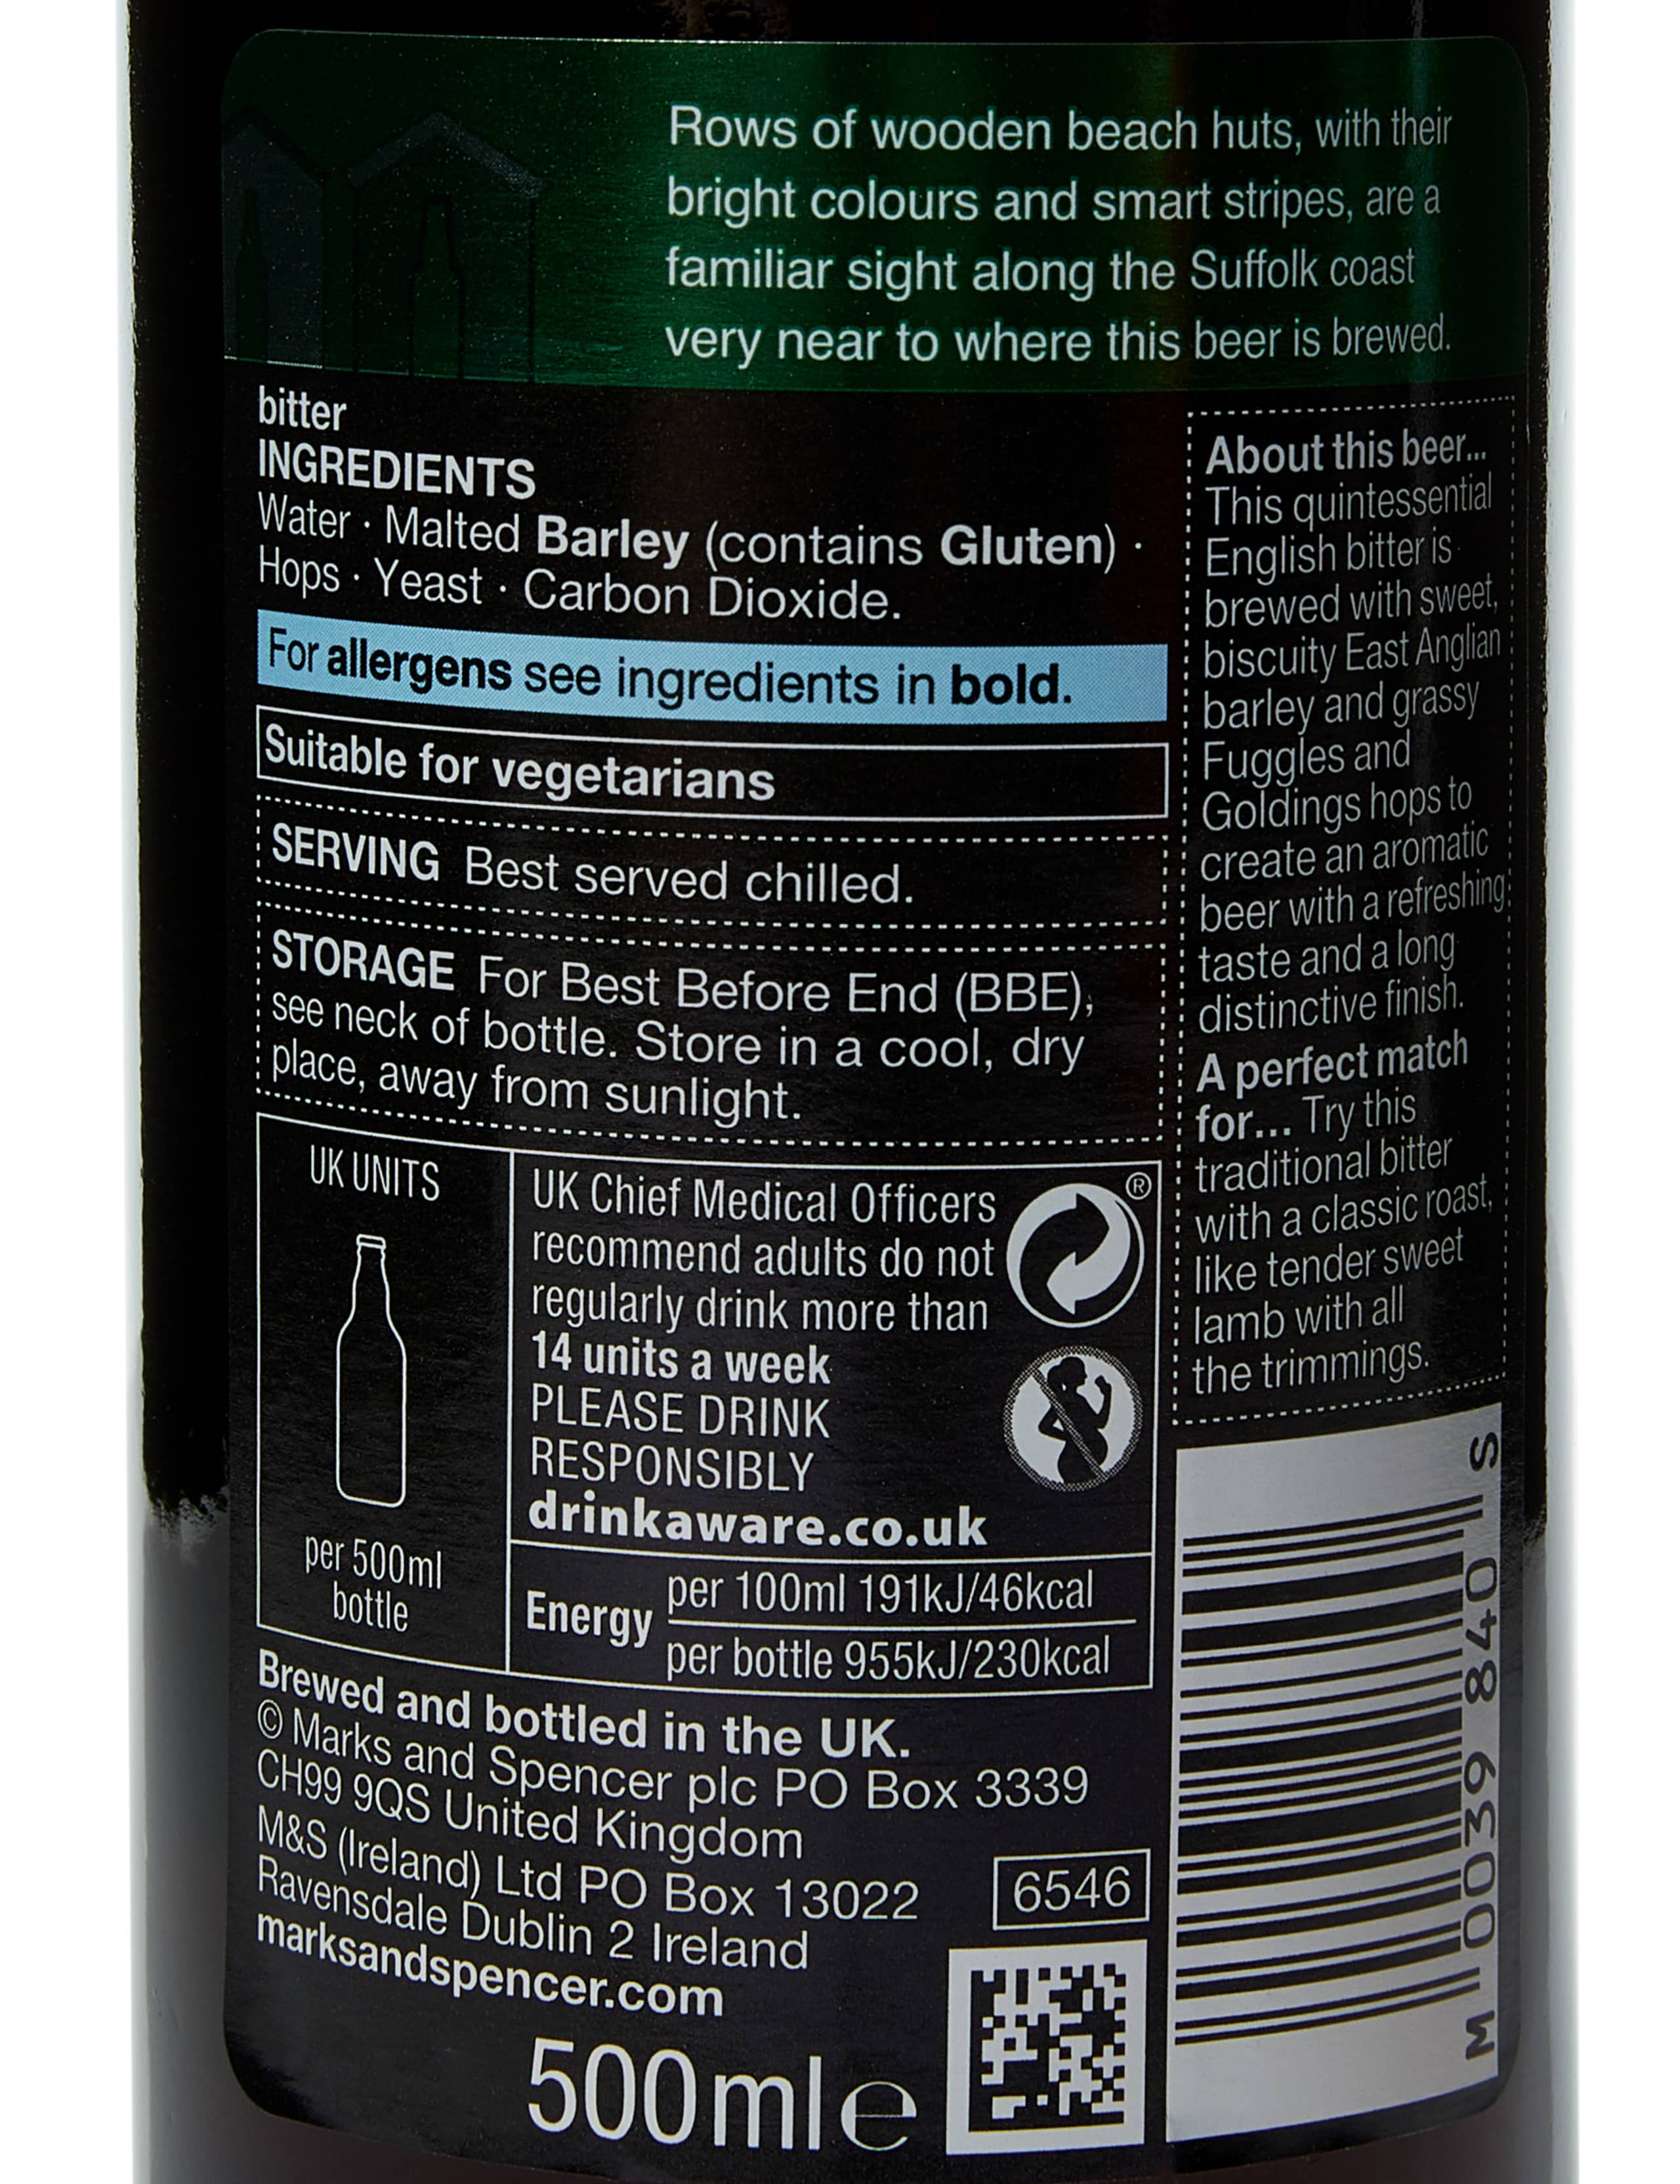 Rows of wooden beach huts, with their
bright colours and smart stripes, are a
familiar sight along the Suffolk coast
very near to where this beer is brewed.
bitter
INGREDIENTS
Water · Malted Barley (contains Gluten) ·
Hops · Yeast · Carbon Dioxide.
For allergens see ingredients in bold.
Suitable for vegetarians
SERVING Best served chilled.
STORAGE For Best Before End (BBE),
see neck of bottle. Store in a cool, dry
place, away from sunlight.
UK UNITS
per 500ml
bottle
UK Chief Medical Officers
recommend adults do not
regularly drink more than
14 units a week
PLEASE DRINK
RESPONSIBLY
drinkaware.co.uk
®
Energy
per 100ml 191kJ/46kcal
per bottle 955kJ/230kcal
Brewed and bottled in the UK.
© Marks and Spencer plc PO Box 3339
CH99 9QS United Kingdom
M&S (Ireland) Ltd PO Box 13022
Ravensdale Dublin 2 Ireland
marksandspencer.com
6546
500ml e
About this beer...
This quintessential
English bitter is
brewed with sweet,
biscuity East Anglian
barley and grassy
Fuggles and
Goldings hops to
create an aromatic
beer with a refreshing
taste and a long
distinctive finish.
A perfect match
for... Try this
traditional bitter
with a classic roast,
like tender sweet
lamb with all
the trimmings.
M 0039 840 S